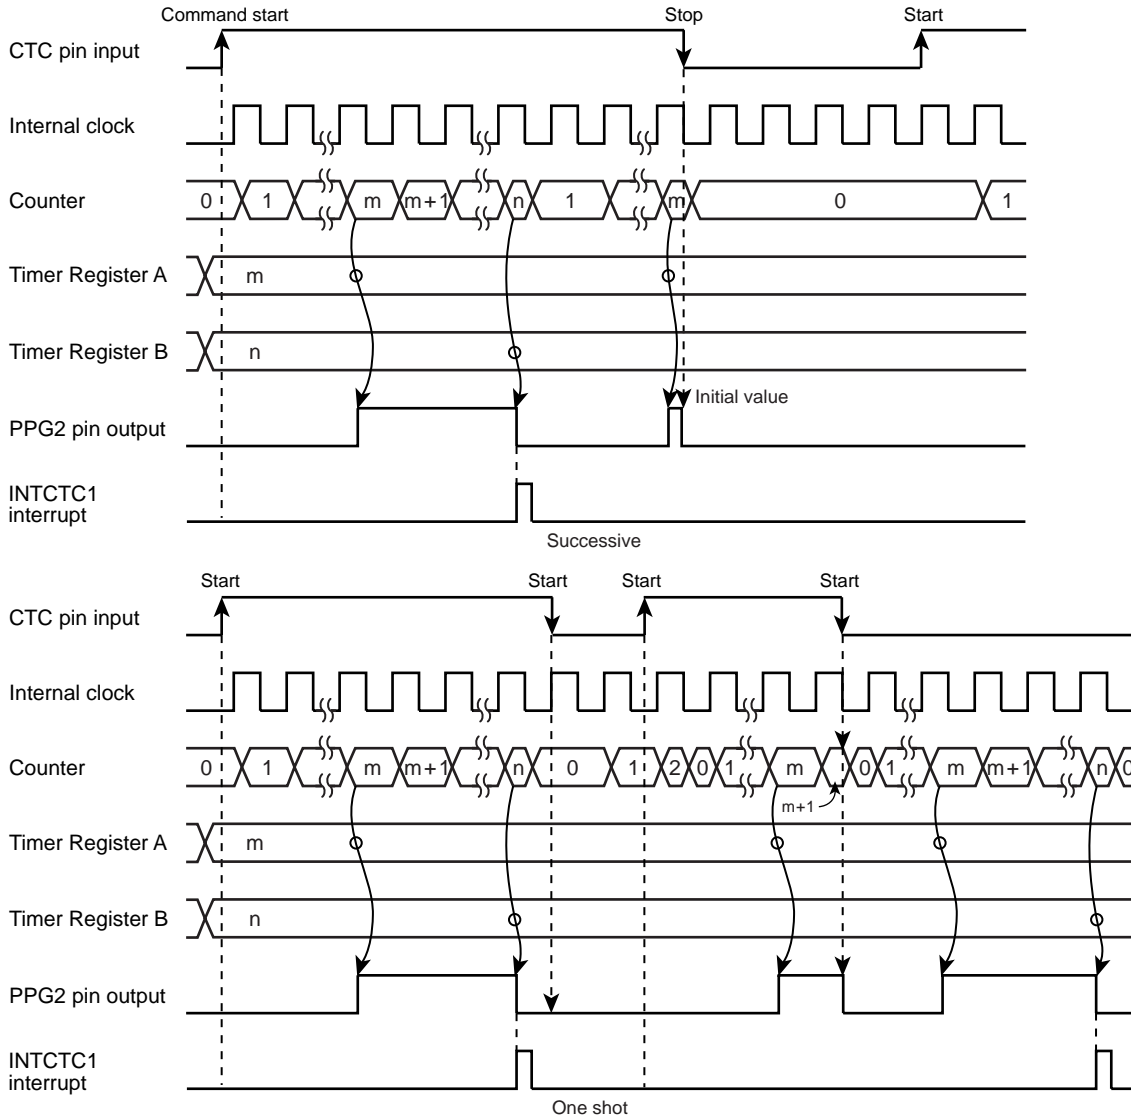 Command start Stop Start
CTC pin input
Internal clock
Counter 0 1 m m+1 n 1 m 0 1
Timer Register A m
Timer Register B n
Initial value
PPG2 pin output
INTCTC1
interrupt
Successive
Start Start Start Start
CTC pin input
Internal clock
Counter 0 1 m m+1 n 0 1 2 0 1 m 0 1 m m+1 n 0
m+1
Timer Register A m
Timer Register B n
PPG2 pin output
INTCTC1
interrupt
One shot